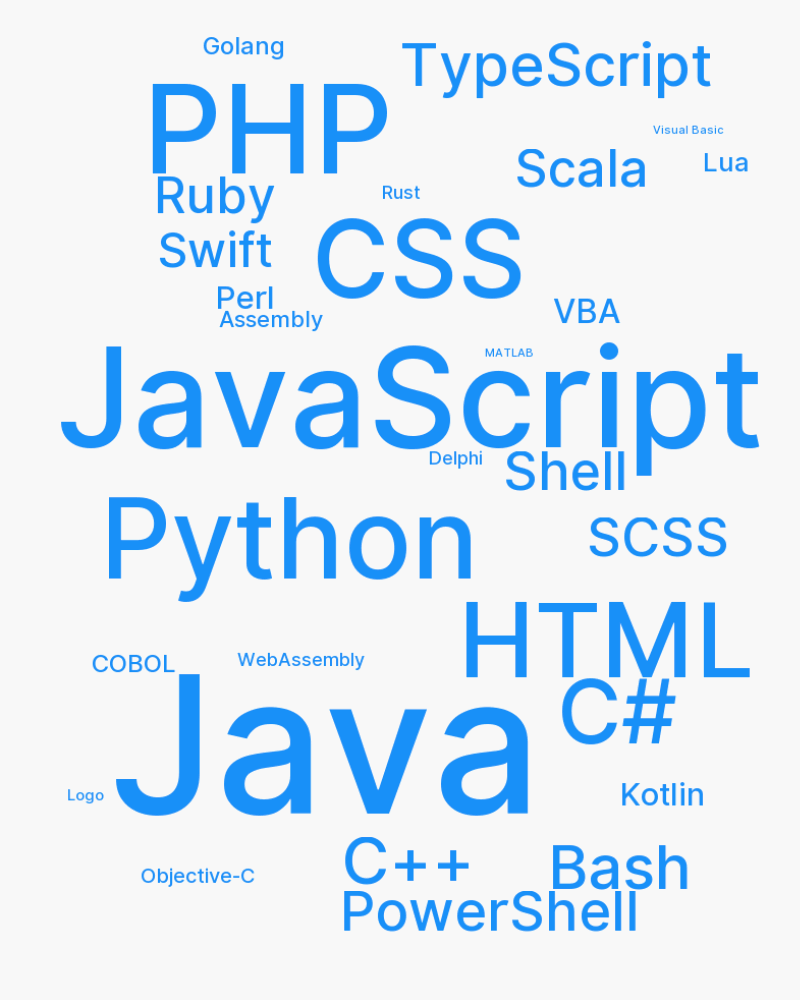 Golang
TypeScript
PHP
Visual Basic
Scala
Lua
Ruby
Rust
Swift
CSS
Perl
VBA
Assembly
MATLAB
JavaScript
Delphi
Shell
Python
SCSS
HTML
COBOL
WebAssembly
C#
Java
Logo
Kotlin
C++
Bash
Objective-C
PowerShell